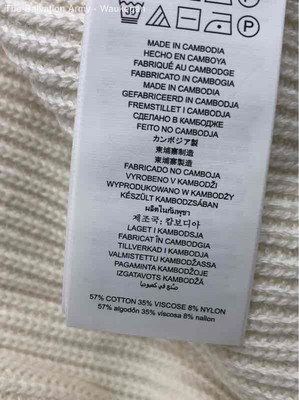 The Salvation Army - Waukesha
MADE IN CAMBODIA
HECHO EN CAMBOYA
FABRIQUÉ AU CAMBODGE
FABBRICATO IN CAMBOGIA
MADE IN CAMBODIA
GEFABRICEERD IN CAMBODJA
FREMSTILLET I CAMBODJA
СДЕЛАНО В КАМБОДЖЕ
FEITO NO CAMBODJA
カンボジア製
柬埔寨制造
柬埔寨製造
FABRICADO NO CAMBOJA
VYROBENO V KAMBODŽI
WYPRODUKOWANO W KAMBODŻY
KÉSZÜLT KAMBODZSÁBAN
ผลิตในกัมพูชา
제조국: 캄보디아
LAGET I KAMBODSJA
FABRICAT ÎN CAMBODGIA
TILLVERKAD I KAMBODJA
VALMISTETTU KAMBODŽASSA
PAGAMINTA KAMBODŽOJE
IZGATAVOTS KAMBODŽĀ
صنع في كمبوديا
57% COTTON 35% VISCOSE 8% NYLON
57% algodón 35% viscosa 8% nailon